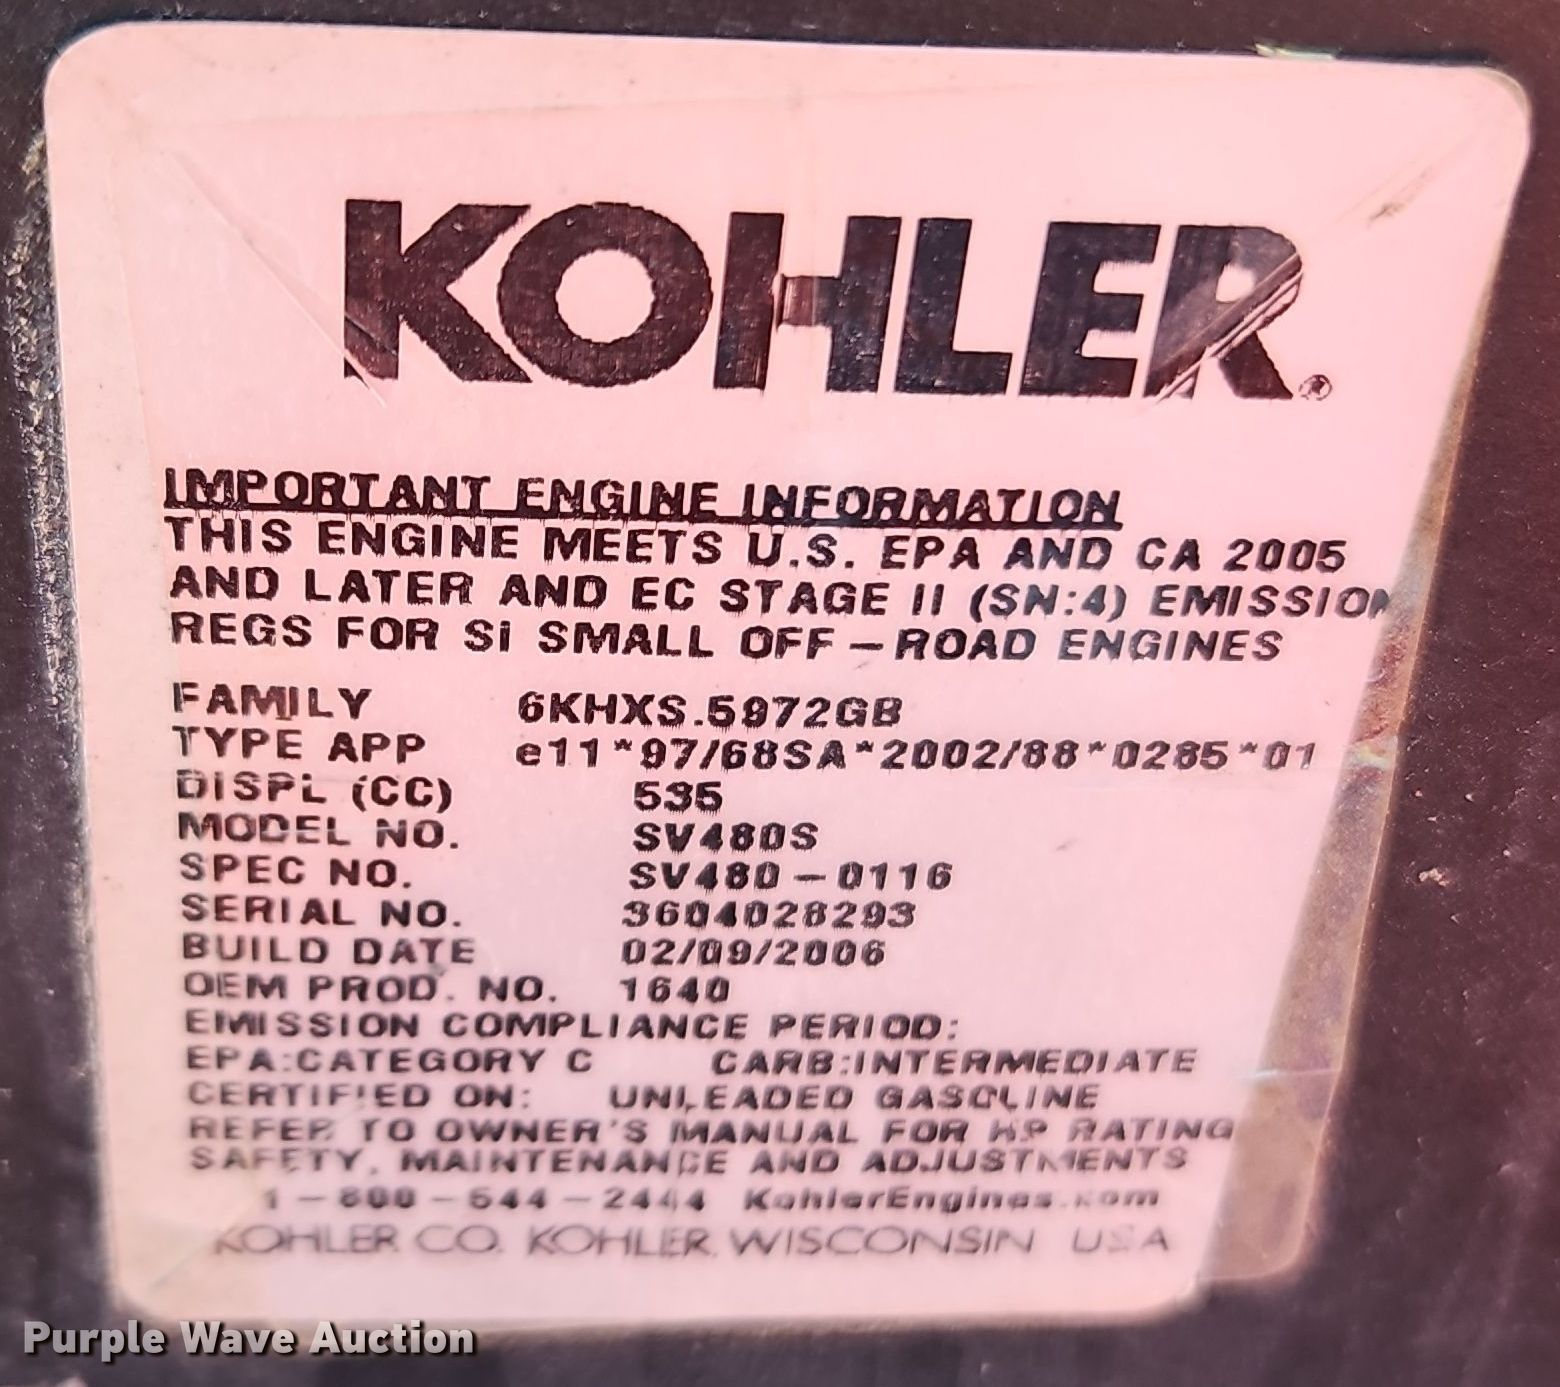 KOHLER®
IMPORTANT ENGINE INFORMATION
THIS ENGINE MEETS U.S. EPA AND CA 2005
AND LATER AND EC STAGE II (SN:4) EMISSION
REGS FOR SI SMALL OFF-ROAD ENGINES
FAMILY 6KHXS.5972GB
TYPE APP e11*97/68SA*2002/88*0285*01
DISPL (CC) 535
MODEL NO. SV480S
SPEC NO. SV480-0116
SERIAL NO. 3604028293
BUILD DATE 02/09/2006
OEM PROD. NO. 1640
EMISSION COMPLIANCE PERIOD:
EPA:CATEGORY C CARB:INTERMEDIATE
CERTIFIED ON: UNLEADED GASOLINE
REFER TO OWNER'S MANUAL FOR HP RATING
SAFETY, MAINTENANCE AND ADJUSTMENTS
1-800-544-2444 KohlerEngines.com
KOHLER CO. KOHLER, WISCONSIN USA
Purple Wave Auction